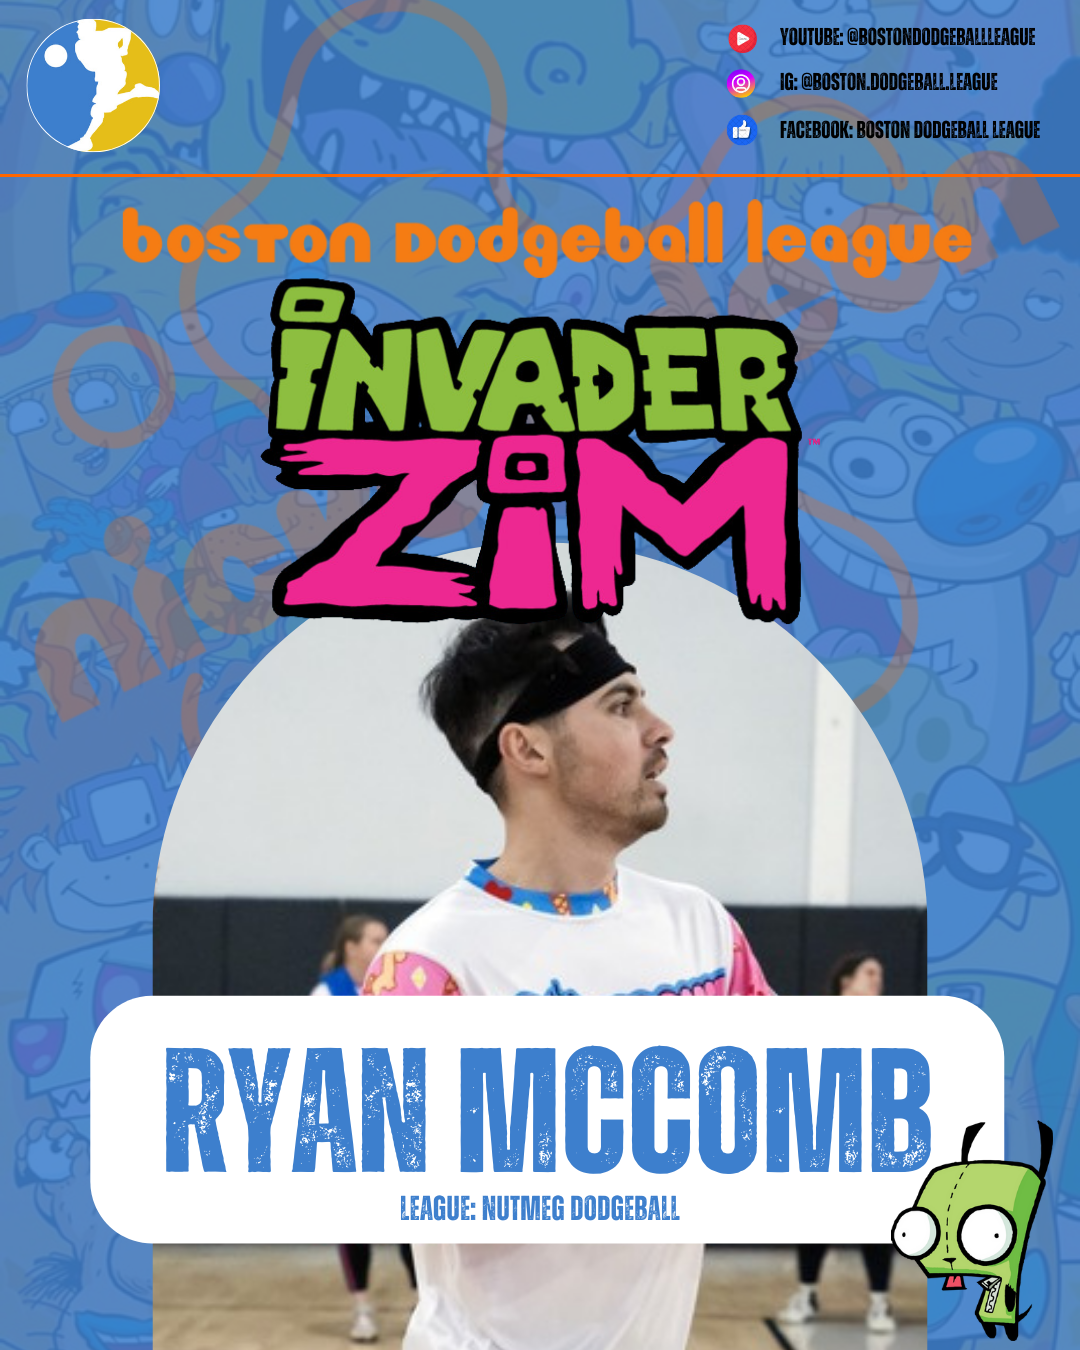 YOUTUBE: @BOSTONDODGEBALLLEAGUE
IG: @BOSTON.DODGEBALL.LEAGUE
FACEBOOK: BOSTON DODGEBALL LEAGUE
boston Dodgeball league
iNVADER
ZiM
TM
RYAN MCCOMB
LEAGUE: NUTMEG DODGEBALL